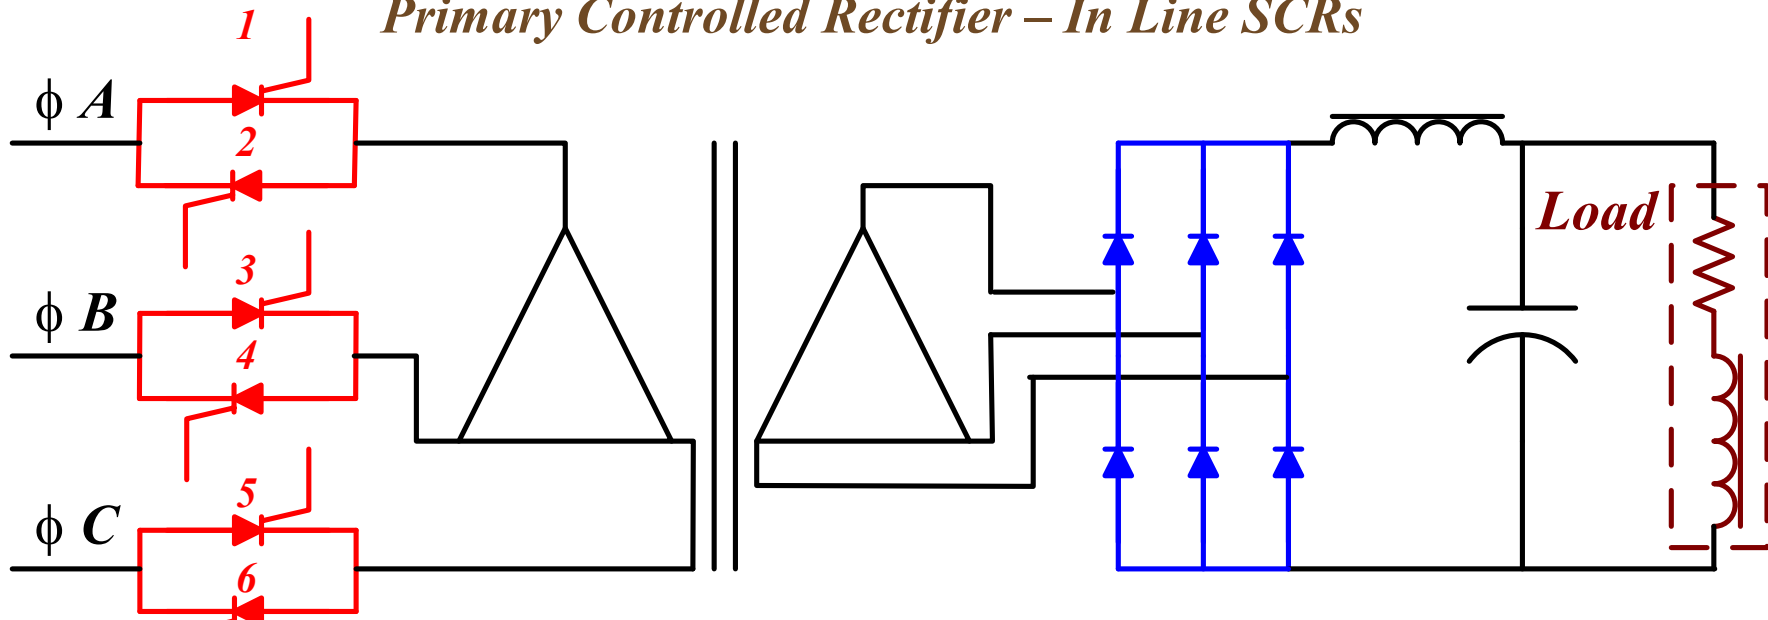 Primary Controlled Rectifier – In Line SCRs
1
ϕ A
2
Load
3
ϕ B
4
5
ϕ C
6